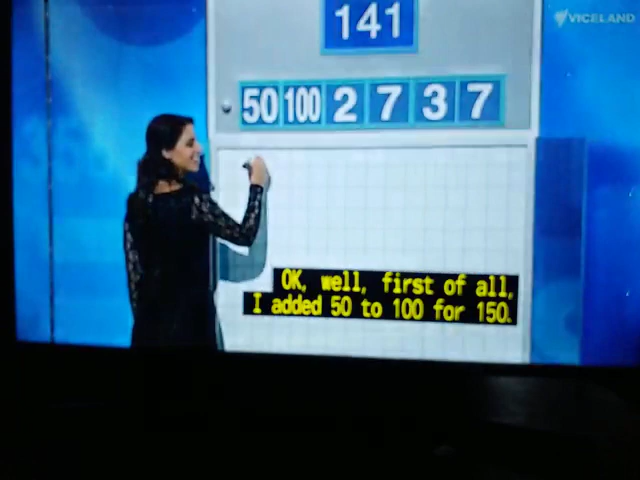 141
VICELAND
50 100 2 7 3 7
OK, well, first of all,
I added 50 to 100 for 150.